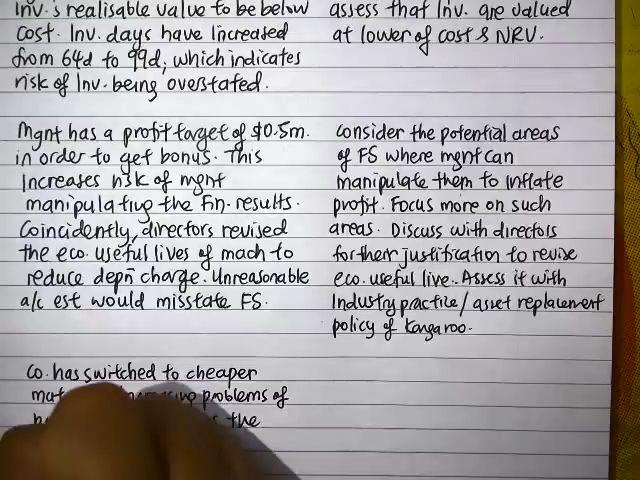 Inv.'s realisable value to be below
cost. Inv. days have increased
from 64d to 99d, which indicates
risk of Inv. being overstated.
assess that Inv. are valued
at lower of cost & NRV.
Mgnt has a profit target of $0.5m.
in order to get bonus. This
Increases risk of mgnt
manipulating the Fin. results.
Coincidently, directors revised
the eco. useful lives of mach to
reduce depn charge. Unreasonable
a/c est would misstate FS.
consider the potential areas
of FS where mgnt can
manipulate them to inflate
profit. Focus more on such
areas. Discuss with directors
for their justification to revise
eco. useful live. Assess it with
Industry practice/asset replacement
policy of Kangaroo.
Co. has switched to cheaper
problems of
the